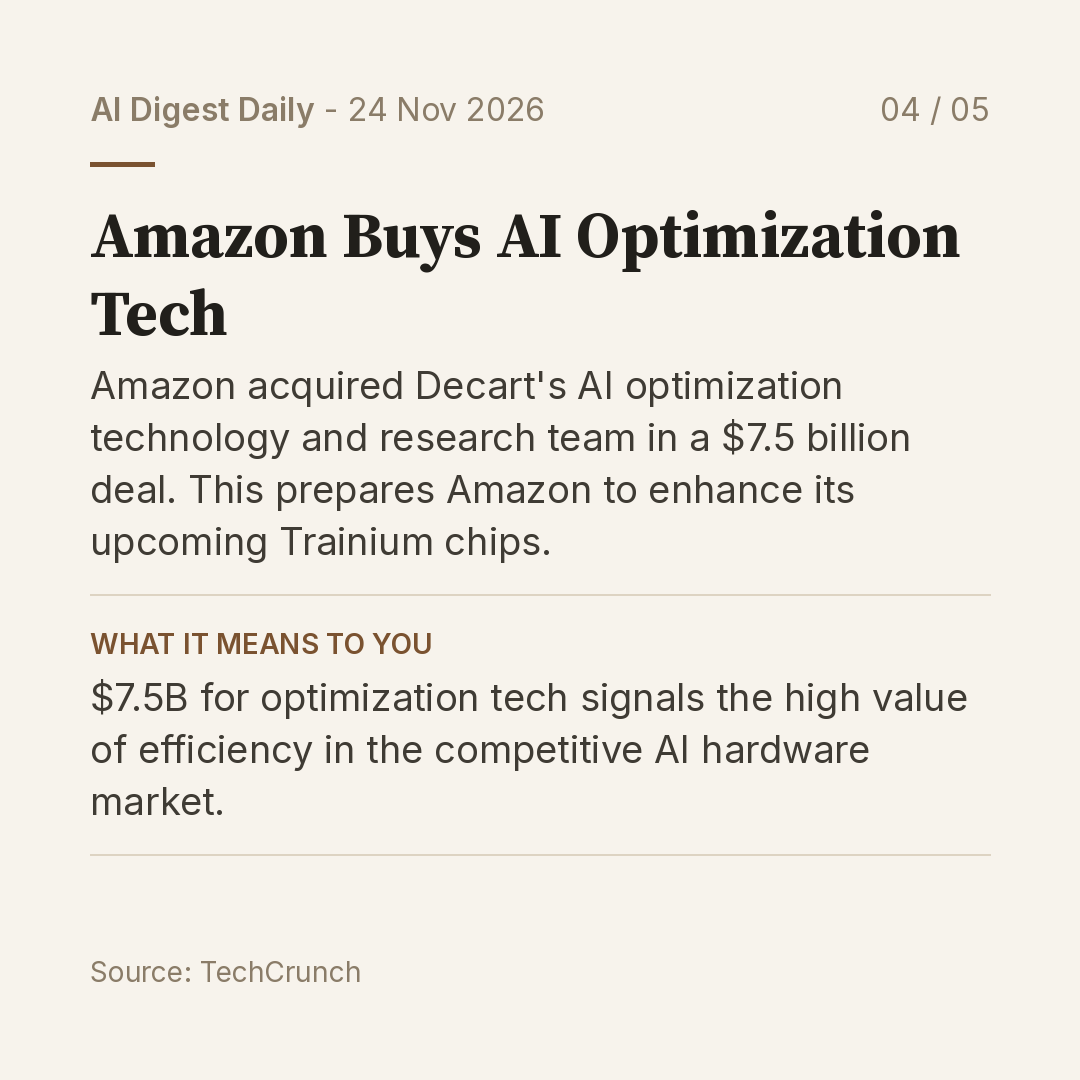 AI Digest Daily - 24 Nov 2026
04 / 05
Amazon Buys AI Optimization
Tech
Amazon acquired Decart's AI optimization
technology and research team in a $7.5 billion
deal. This prepares Amazon to enhance its
upcoming Trainium chips.
WHAT IT MEANS TO YOU
$7.5B for optimization tech signals the high value
of efficiency in the competitive AI hardware
market.
Source: TechCrunch